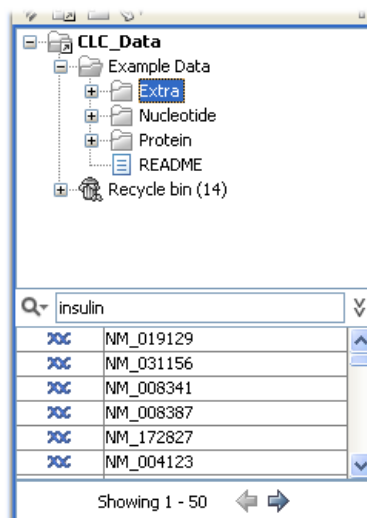 CLC_Data
Example Data
Extra
Nucleotide
Protein
README
Recycle bin (14)
insulin
NM_019129
NM_031156
NM_008341
NM_008387
NM_172827
NM_004123
Showing 1 - 50